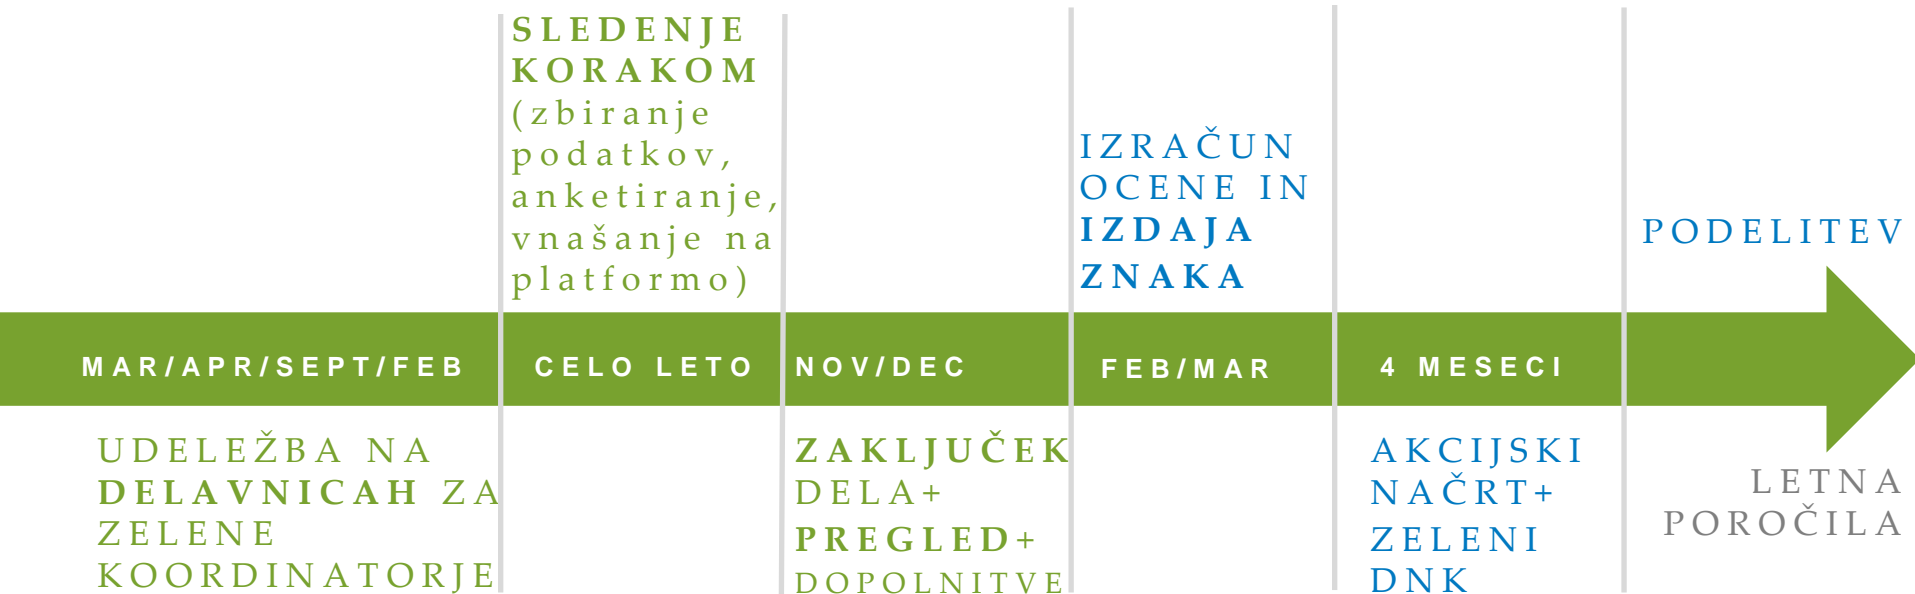 SLEDENJE
KORAKOM
(zbiranje
podatkov,
anketiranje,
vnašanje na
platformo)
IZRAČUN
OCENE IN
IZDAJA
ZNAKA
PODELITEV
MAR/APR/SEPT/FEB
CELO LETO
NOV/DEC
FEB/MAR
4 MESECI
UDELEŽBA NA
DELAVNICAH ZA
ZELENE
KOORDINATORJE
ZAKLJUČEK
DELA+
PREGLED+
DOPOLNITVE
AKCIJSKI
NAČRT+
ZELENI
DNK
LETNA
POROČILA